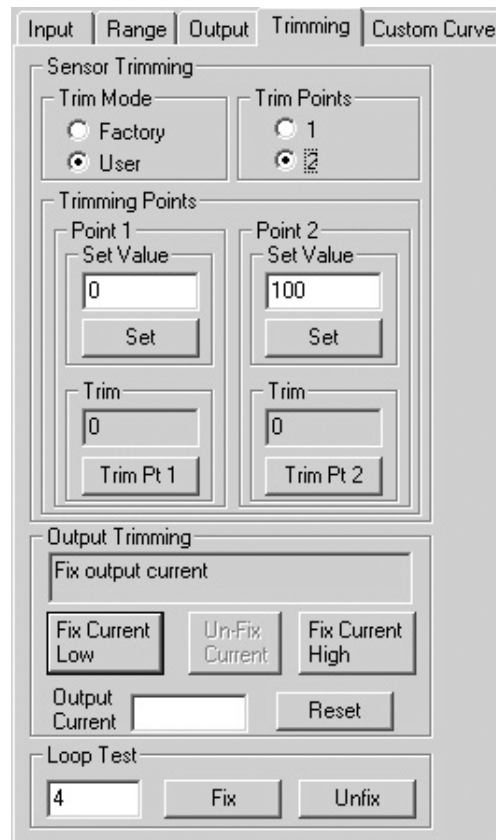 Input Range Output Trimming Custom Curve
Sensor Trimming
Trim Mode
Factory
User
Trim Points
1
2
Trimming Points
Point 1
Set Value
0
Set
Trim
0
Trim Pt 1
Point 2
Set Value
100
Set
Trim
0
Trim Pt 2
Output Trimming
Fix output current
Fix Current
Low
Un-Fix
Current
Fix Current
High
Output
Current
Reset
Loop Test
4
Fix
Unfix